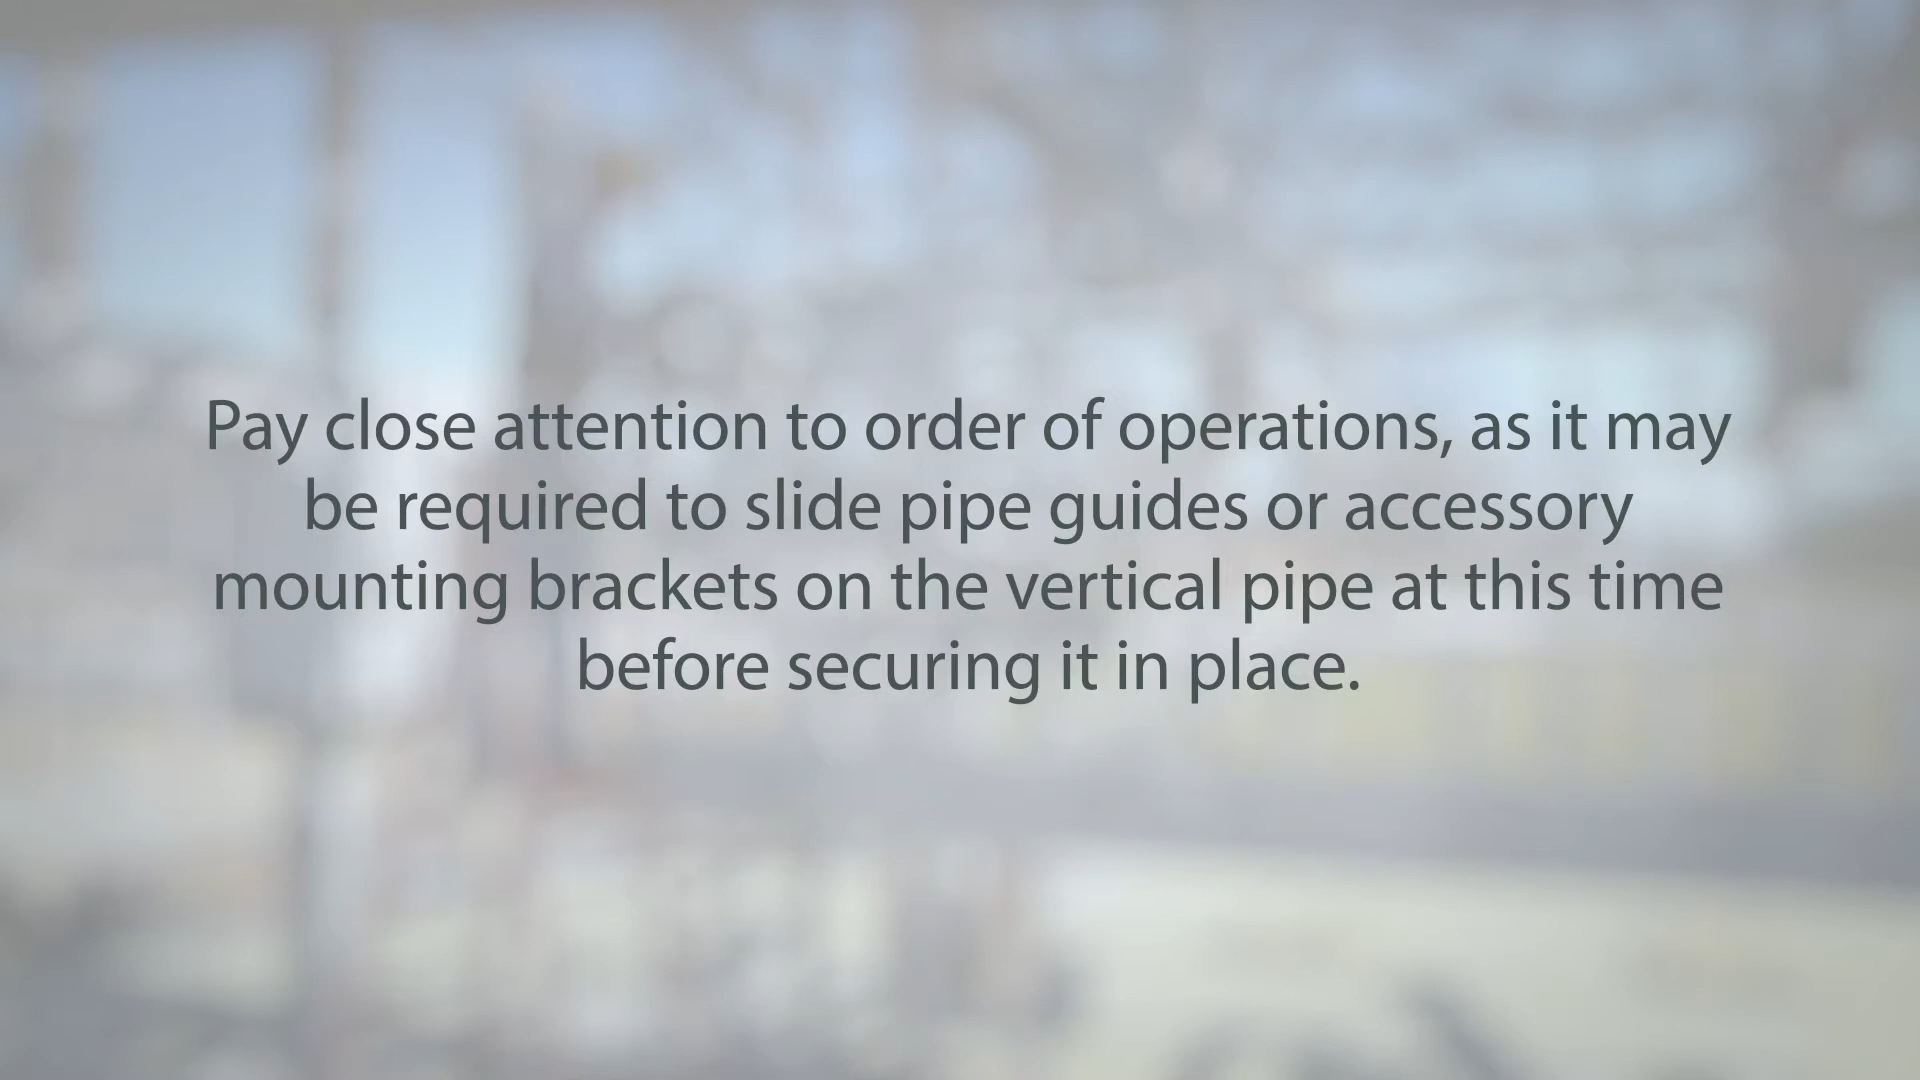 Pay close attention to order of operations, as it may
be required to slide pipe guides or accessory
mounting brackets on the vertical pipe at this time
before securing it in place.